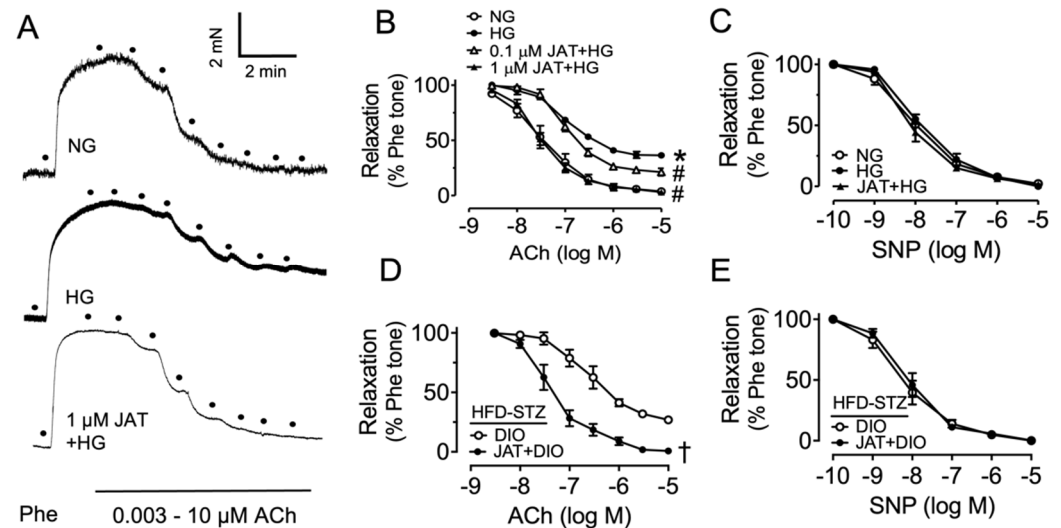 A
2 mN
2 min
NG
HG
1 μM JAT
+HG
Phe
0.003 - 10 μM ACh
B
NG
HG
0.1 μM JAT+HG
1 μM JAT+HG
Relaxation
(% Phe tone)
100
50
0
*
#
#
-9 -8 -7 -6 -5
ACh (log M)
C
Relaxation
(% Phe tone)
100
50
0
NG
HG
JAT+HG
-10 -9 -8 -7 -6 -5
SNP (log M)
D
Relaxation
(% Phe tone)
100
50
0
HFD-STZ
DIO
JAT+DIO
†
-9 -8 -7 -6 -5
ACh (log M)
E
Relaxation
(% Phe tone)
100
50
0
HFD-STZ
DIO
JAT+DIO
-10 -9 -8 -7 -6 -5
SNP (log M)